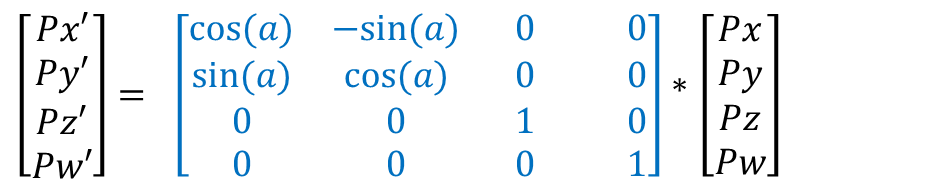 Px′ cos(a) −sin(a) 0 0 Px
Py′ = sin(a) cos(a) 0 0 * Py
Pz′ 0 0 1 0 Pz
Pw′ 0 0 0 1 Pw